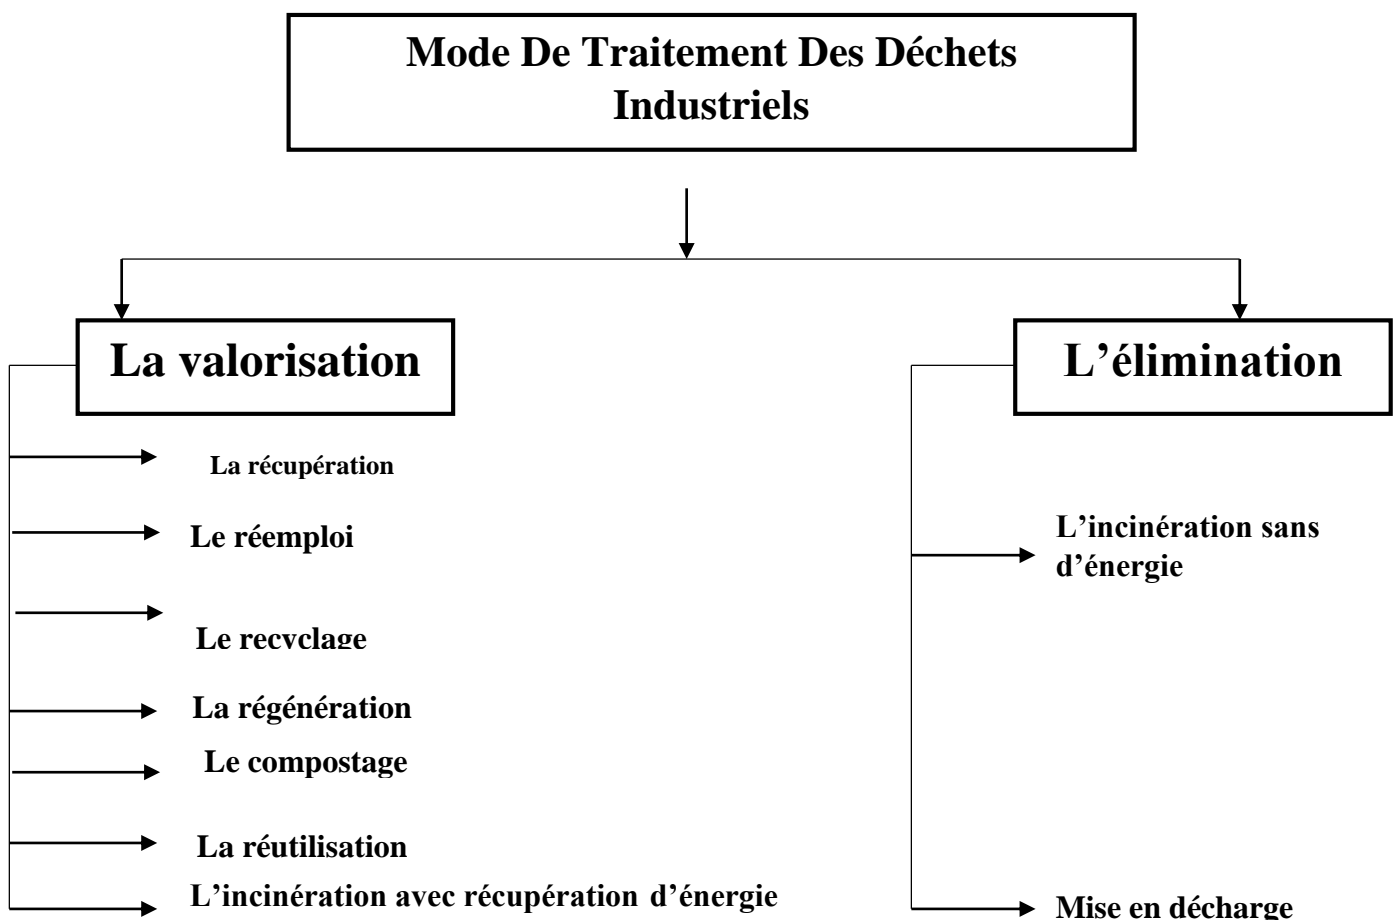 Mode De Traitement Des Déchets
Industriels
La valorisation
La récupération
Le réemploi
Le recyclage
La régénération
Le compostage
La réutilisation
L’incinération avec récupération d’énergie
L’élimination
L’incinération sans
d’énergie
Mise en décharge